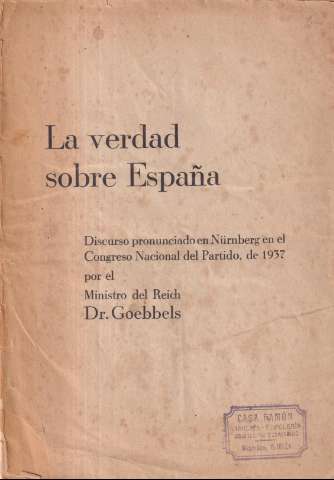 La verdad
sobre España
Discurso pronunciado en Nürnberg en el
Congreso Nacional del Partido, de 1937
por el
Ministro del Reich
Dr. Goebbels
CASA RAMÓN